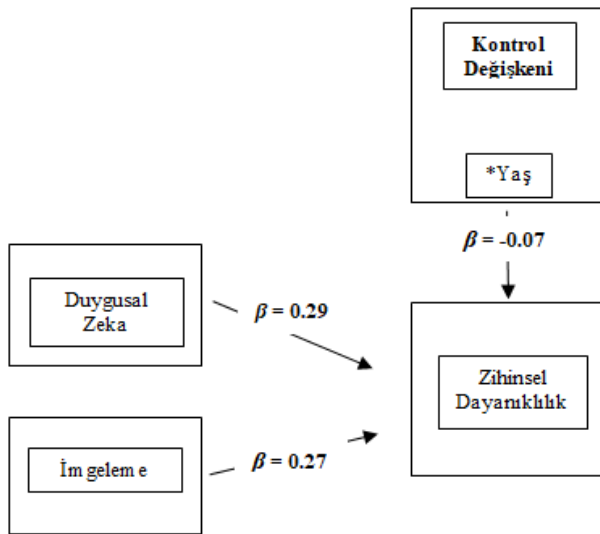 Kontrol
Değişkeni
*Yaş
β = -0.07
Duygusal
Zeka
β = 0.29
Zihinsel
Dayanıklılık
İmgeleme
β = 0.27